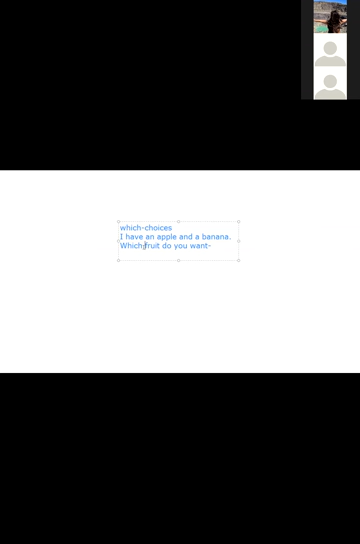 which-choices
I have an apple and a banana.
Which fruit do you want-